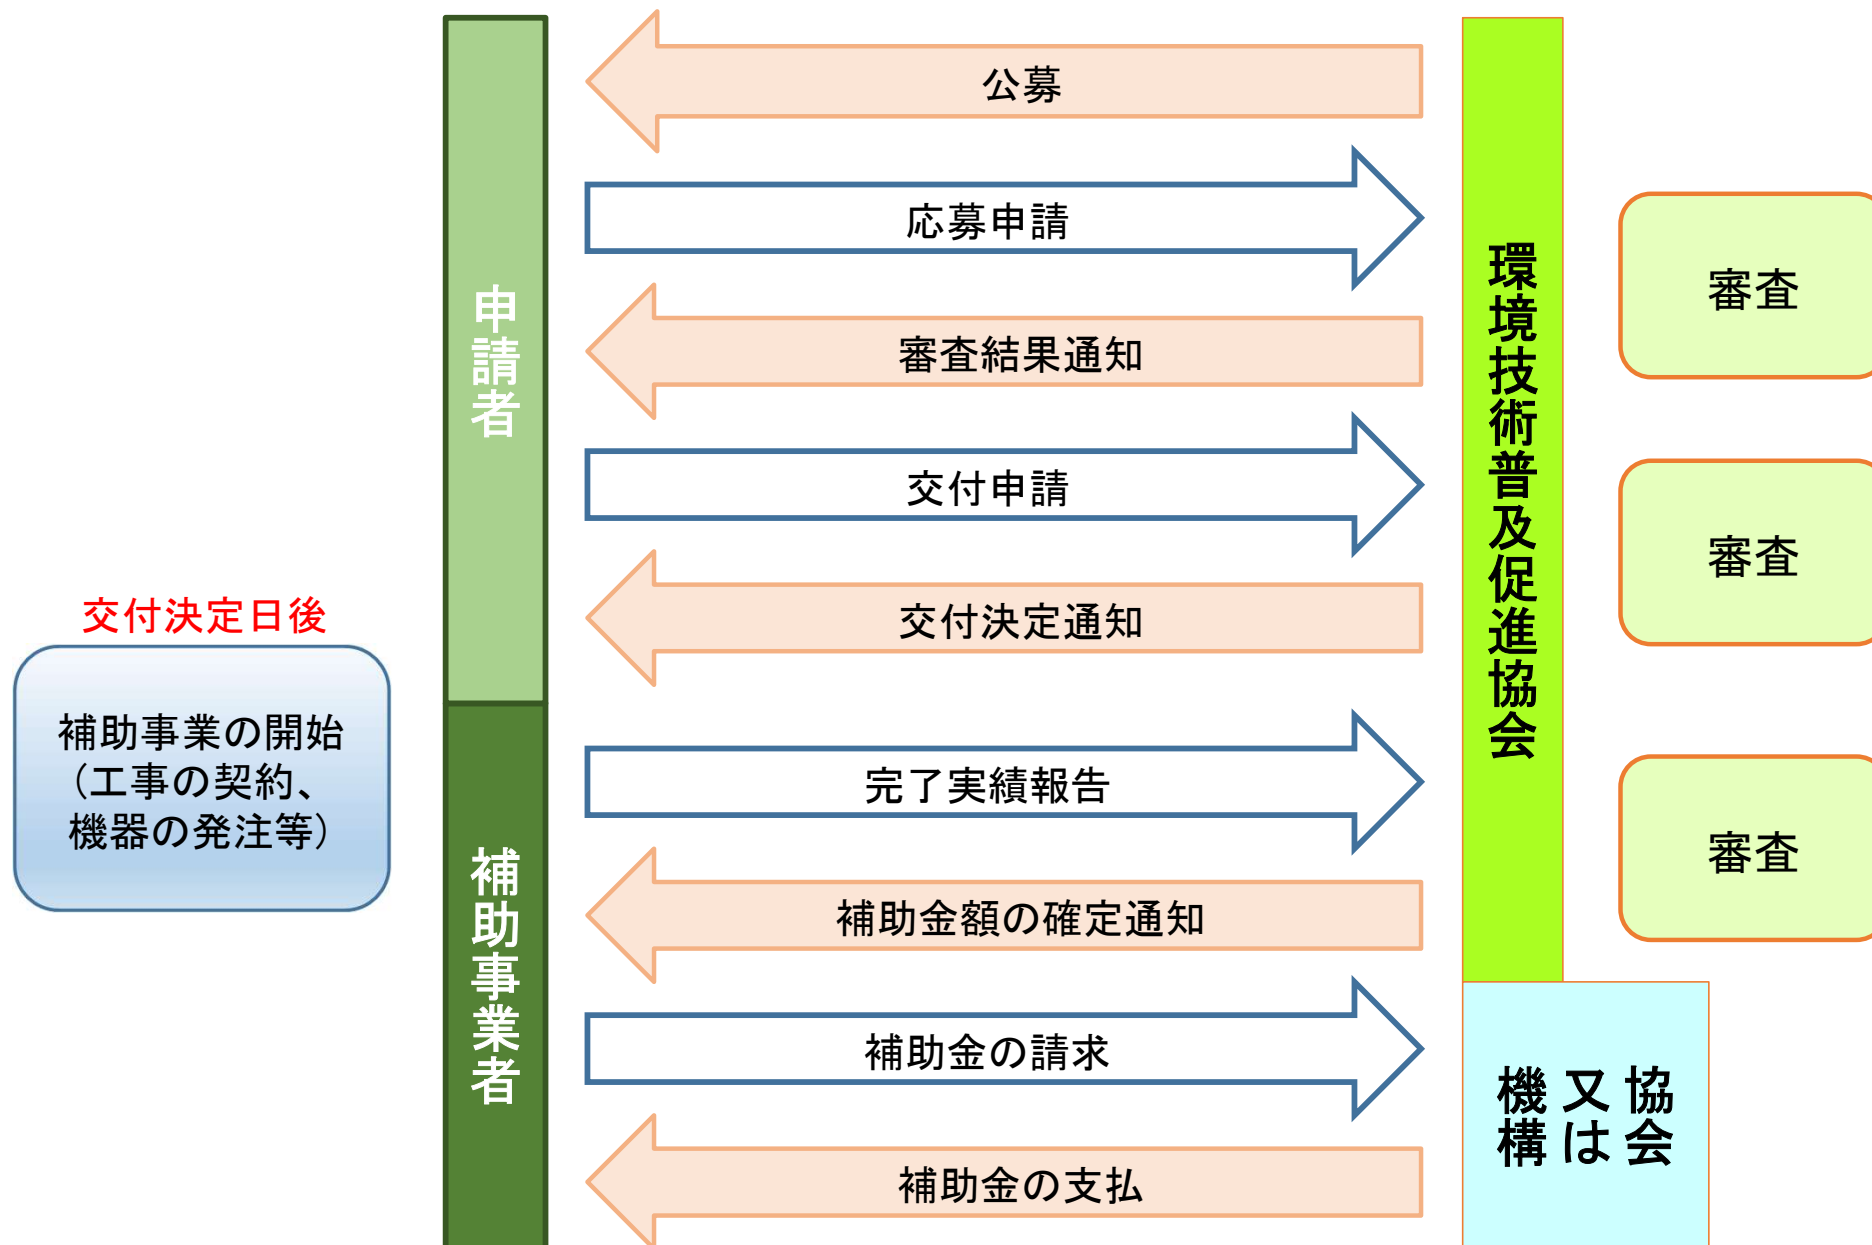 公募
応募申請
審査結果通知
交付申請
交付決定通知
完了実績報告
補助金額の確定通知
補助金の請求
補助金の支払
申請者
補助事業者
交付決定日後
補助事業の開始
（工事の契約、
機器の発注等）
環境技術普及促進協会
協会
又は
機構
審査
審査
審査